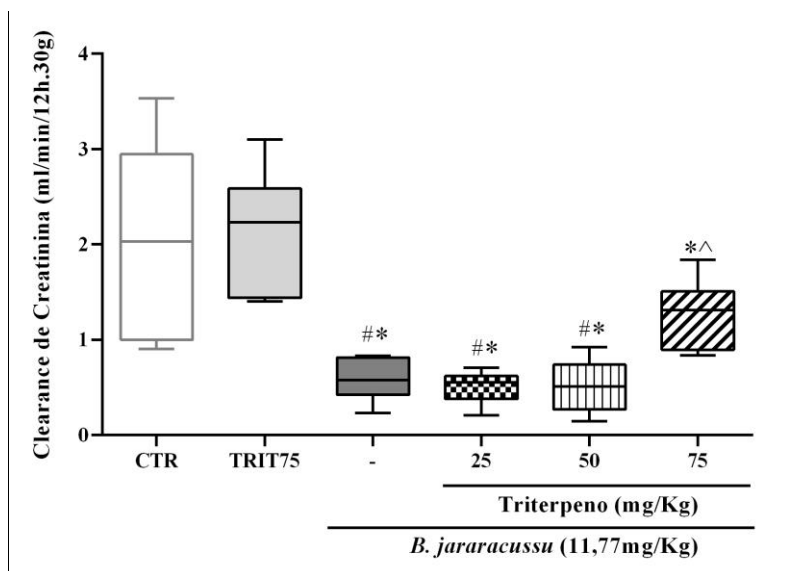 Clearance de Creatinina (ml/min/12h.30g)
4
3
2
1
0
*^
#*
#*
#*
CTR TRIT75 - 25 50 75
Triterpeno (mg/Kg)
B. jararacussu (11,77mg/Kg)